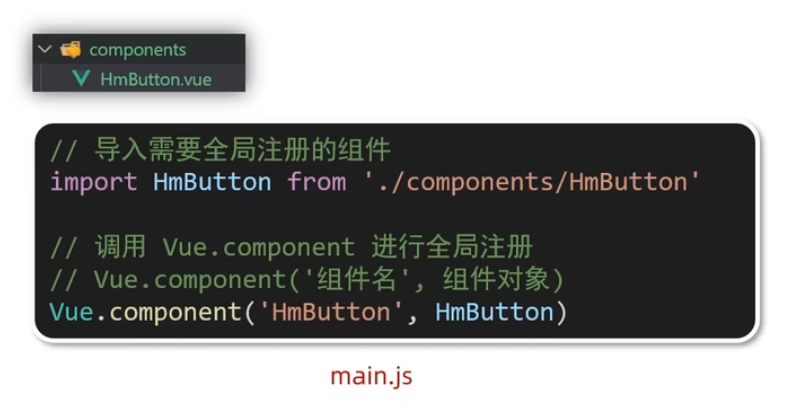 components
HmButton.vue
// 导入需要全局注册的组件
import HmButton from './components/HmButton'
// 调用 Vue.component 进行全局注册
// Vue.component('组件名', 组件对象)
Vue.component('HmButton', HmButton)
main.js